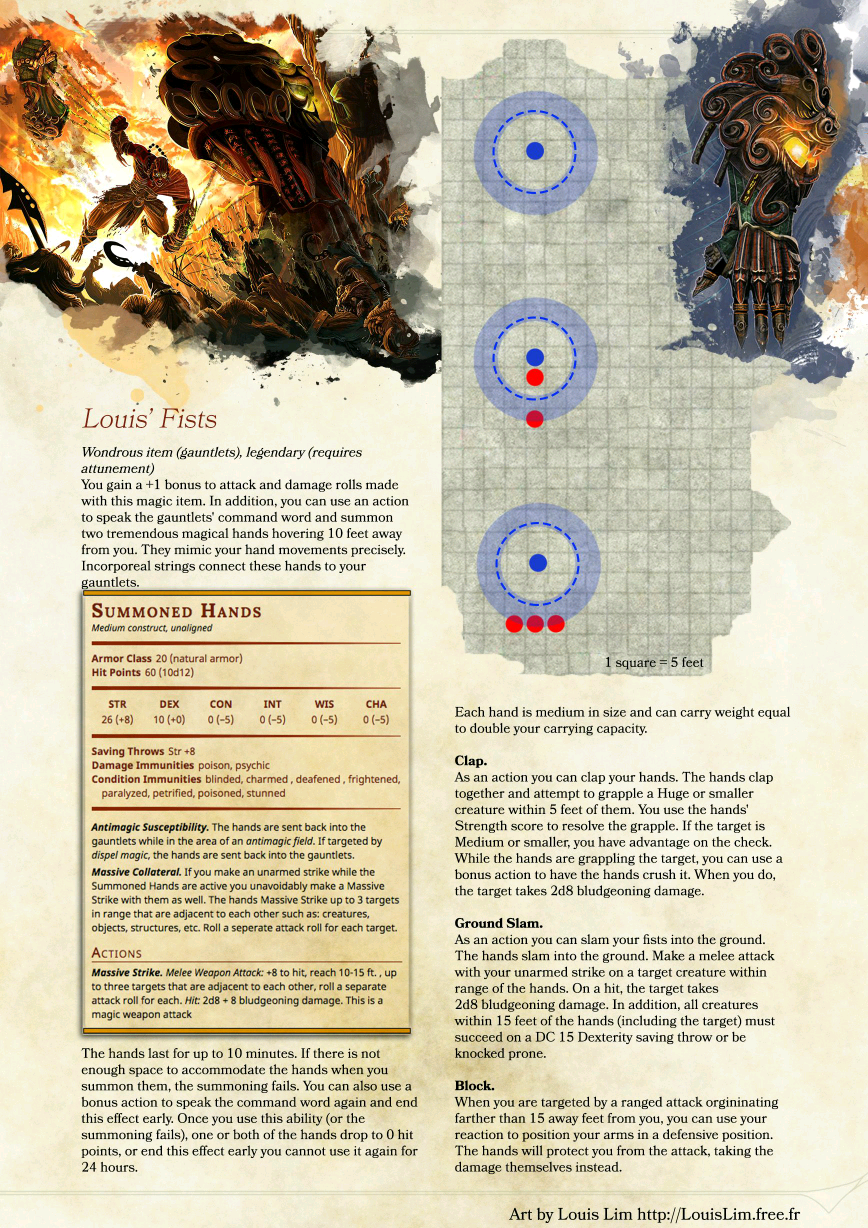 Louis' Fists
Wondrous item (gauntlets), legendary (requires
attunement)
You gain a +1 bonus to attack and damage rolls made
with this magic item. In addition, you can use an action
to speak the gauntlets' command word and summon
two tremendous magical hands hovering 10 feet away
from you. They mimic your hand movements precisely.
Incorporeal strings connect these hands to your
gauntlets.
Summoned Hands
Medium construct, unaligned
Armor Class 20 (natural armor)
Hit Points 60 (10d12)
STR DEX CON INT WIS CHA
26 (+8) 10 (+0) 0 (−5) 0 (−5) 0 (−5) 0 (−5)
Saving Throws Str +8
Damage Immunities poison, psychic
Condition Immunities blinded, charmed , deafened , frightened,
paralyzed, petrified, poisoned, stunned
Antimagic Susceptibility. The hands are sent back into the
gauntlets while in the area of an antimagic field. If targeted by
dispel magic, the hands are sent back into the gauntlets.
Massive Collateral. If you make an unarmed strike while the
Summoned Hands are active you unavoidably make a Massive
Strike with them as well. The hands Massive Strike up to 3 targets
in range that are adjacent to each other such as: creatures,
objects, structures, etc. Roll a seperate attack roll for each target.
Actions
Massive Strike. Melee Weapon Attack: +8 to hit, reach 10-15 ft. , up
to three targets that are adjacent to each other, roll a separate
attack roll for each. Hit: 2d8 + 8 bludgeoning damage. This is a
magic weapon attack
The hands last for up to 10 minutes. If there is not
enough space to accommodate the hands when you
summon them, the summoning fails. You can also use a
bonus action to speak the command word again and end
this effect early. Once you use this ability (or the
summoning fails), one or both of the hands drop to 0 hit
points, or end this effect early you cannot use it again for
24 hours.
1 square = 5 feet
Each hand is medium in size and can carry weight equal
to double your carrying capacity.
Clap.
As an action you can clap your hands. The hands clap
together and attempt to grapple a Huge or smaller
creature within 5 feet of them. You use the hands'
Strength score to resolve the grapple. If the target is
Medium or smaller, you have advantage on the check.
While the hands are grappling the target, you can use a
bonus action to have the hands crush it. When you do,
the target takes 2d8 bludgeoning damage.
Ground Slam.
As an action you can slam your fists into the ground.
The hands slam into the ground. Make a melee attack
with your unarmed strike on a target creature within
range of the hands. On a hit, the target takes
2d8 bludgeoning damage. In addition, all creatures
within 15 feet of the hands (including the target) must
succeed on a DC 15 Dexterity saving throw or be
knocked prone.
Block.
When you are targeted by a ranged attack orgininating
farther than 15 away feet from you, you can use your
reaction to position your arms in a defensive position.
The hands will protect you from the attack, taking the
damage themselves instead.
Art by Louis Lim http://LouisLim.free.fr